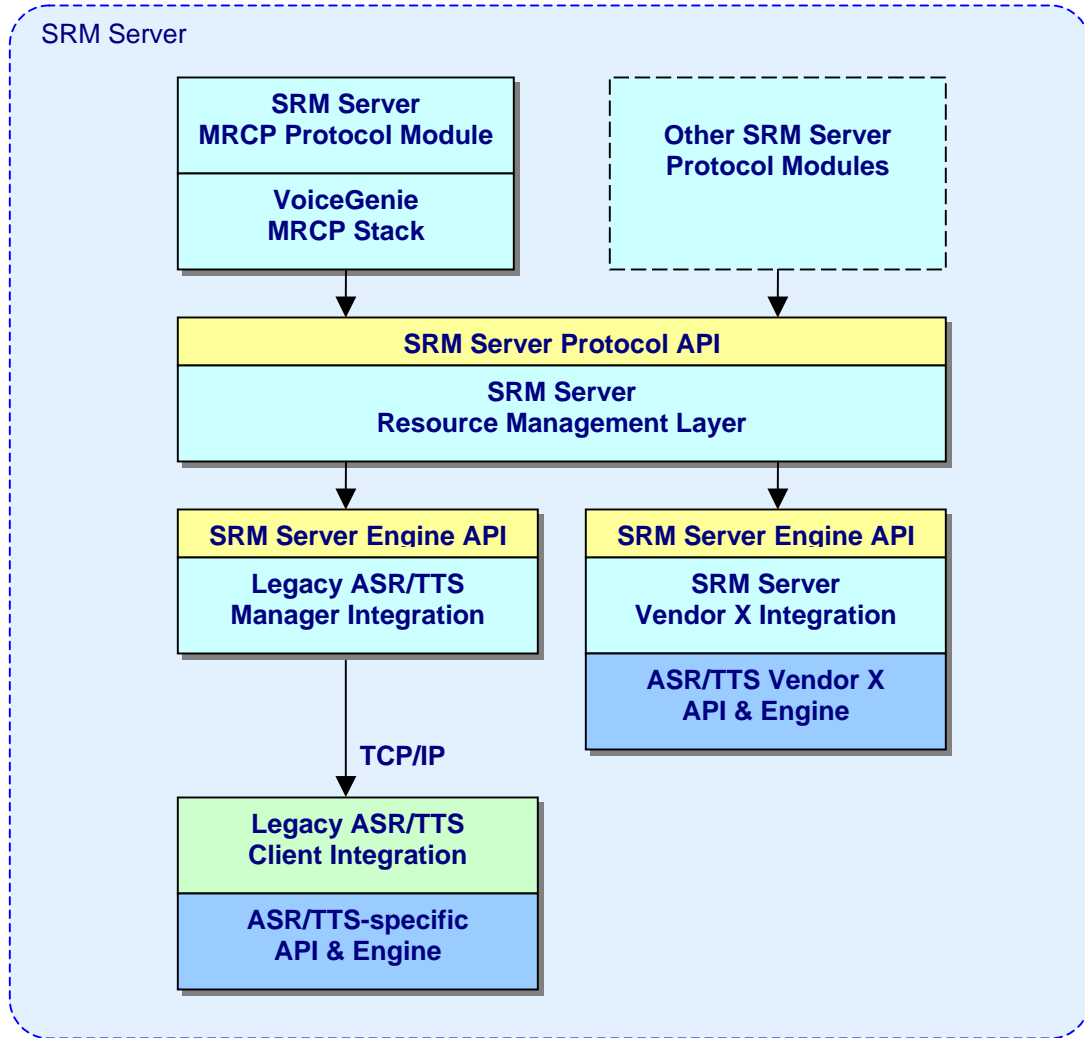 SRM Server
SRM Server
MRCP Protocol Module
VoiceGenie
MRCP Stack
Other SRM Server
Protocol Modules
SRM Server Protocol API
SRM Server
Resource Management Layer
SRM Server Engine API
Legacy ASR/TTS
Manager Integration
SRM Server Engine API
SRM Server
Vendor X Integration
ASR/TTS Vendor X
API & Engine
TCP/IP
Legacy ASR/TTS
Client Integration
ASR/TTS-specific
API & Engine